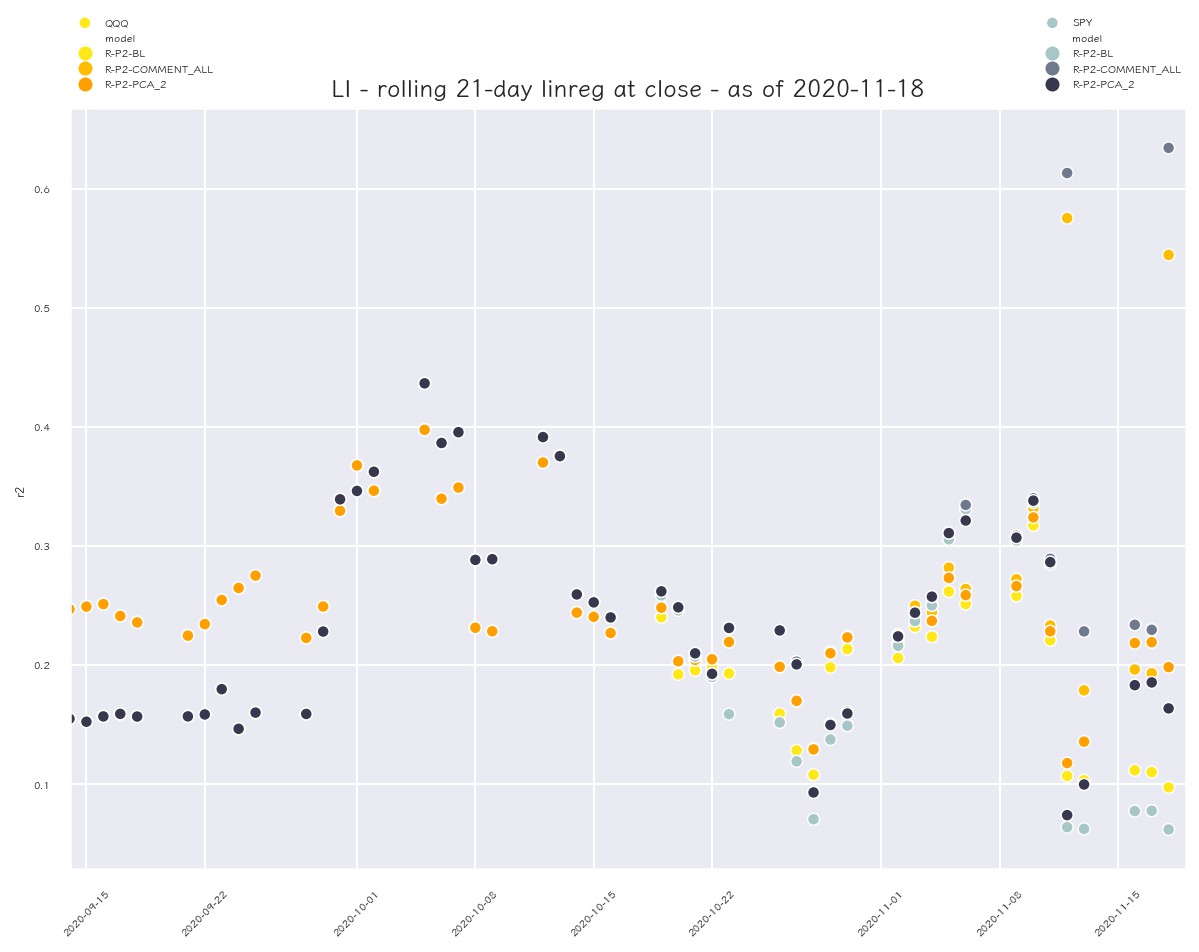 QQQ
model
R-P2-BL
R-P2-COMMENT_ALL
R-P2-PCA_2
SPY
model
R-P2-BL
R-P2-COMMENT_ALL
R-P2-PCA_2
LI - rolling 21-day linreg at close - as of 2020-11-18
r2
0.6
0.5
0.4
0.3
0.2
0.1
2020-09-15
2020-09-22
2020-10-01
2020-10-08
2020-10-15
2020-10-22
2020-11-01
2020-11-08
2020-11-15